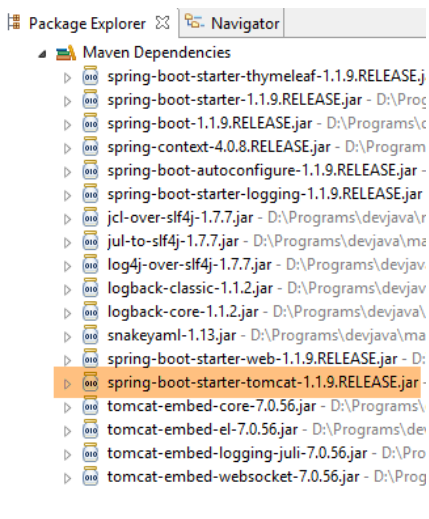 Package Explorer Navigator
Maven Dependencies
spring-boot-starter-thymeleaf-1.1.9.RELEASE.j
spring-boot-starter-1.1.9.RELEASE.jar - D:\Prog
spring-boot-1.1.9.RELEASE.jar - D:\Programs\d
spring-context-4.0.8.RELEASE.jar - D:\Program
spring-boot-autoconfigure-1.1.9.RELEASE.jar -
spring-boot-starter-logging-1.1.9.RELEASE.jar
jcl-over-slf4j-1.7.7.jar - D:\Programs\devjava\r
jul-to-slf4j-1.7.7.jar - D:\Programs\devjava\ma
log4j-over-slf4j-1.7.7.jar - D:\Programs\devjav
logback-classic-1.1.2.jar - D:\Programs\devjav
logback-core-1.1.2.jar - D:\Programs\devjava\
snakeyaml-1.13.jar - D:\Programs\devjava\ma
spring-boot-starter-web-1.1.9.RELEASE.jar - D:
spring-boot-starter-tomcat-1.1.9.RELEASE.jar -
tomcat-embed-core-7.0.56.jar - D:\Programs\
tomcat-embed-el-7.0.56.jar - D:\Programs\de
tomcat-embed-logging-juli-7.0.56.jar - D:\Pro
tomcat-embed-websocket-7.0.56.jar - D:\Prog